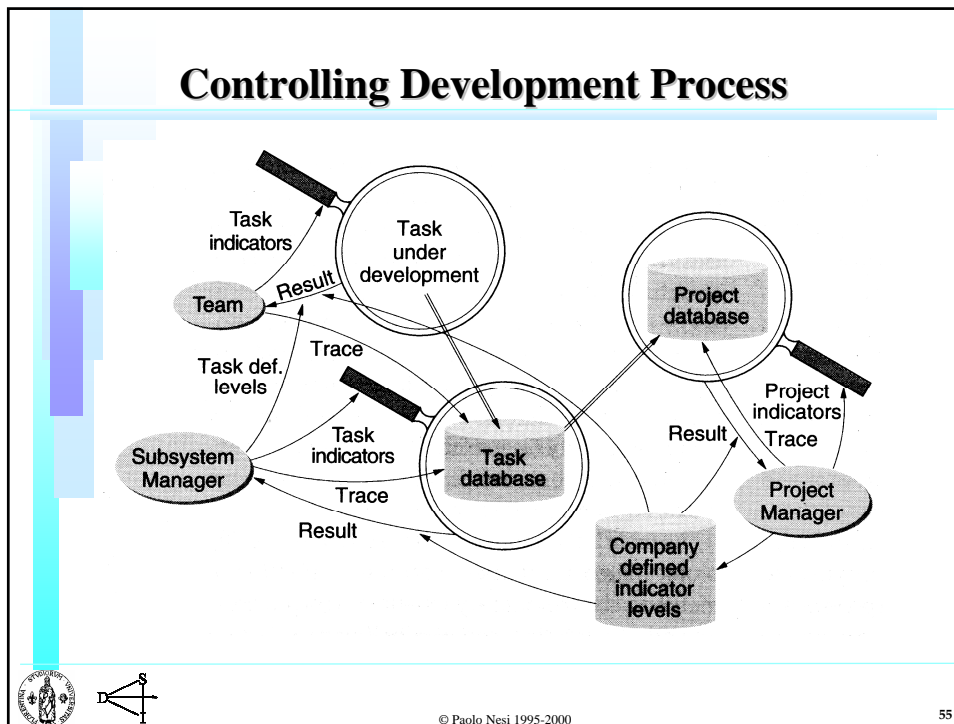 Controlling Development Process
Task
indicators
Task
under
development
Result
Team
Project
database
Trace
Task def.
levels
Project
indicators
Task
indicators
Result
Trace
Subsystem
Manager
Task
database
Trace
Project
Manager
Result
Company
defined
indicator
levels
D
S
I
© Paolo Nesi 1995-2000
55